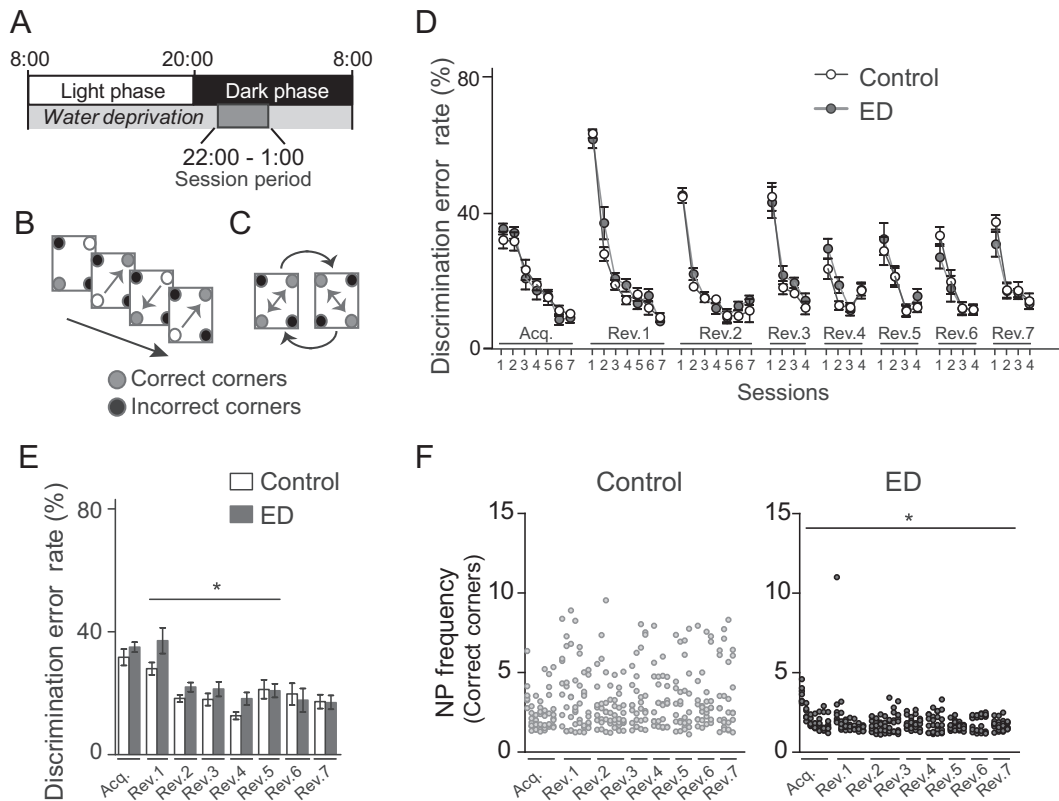 A
8:00 20:00 8:00
Light phase Dark phase
Water deprivation
22:00 - 1:00
Session period
B C
Correct corners
Incorrect corners
D
Discrimination error rate (%)
80
40
0
Control
ED
Acq. Rev.1 Rev.2 Rev.3 Rev.4 Rev.5 Rev.6 Rev.7
1 2 3 4 5 6 7 1 2 3 4 5 6 7 1 2 3 4 5 6 7 1 2 3 4 1 2 3 4 1 2 3 4 1 2 3 4 1 2 3 4
Sessions
E
Discrimination error rate (%)
80
40
0
Control
ED
*
Acq. Rev.1 Rev.2 Rev.3 Rev.4 Rev.5 Rev.6 Rev.7
F
Control ED
NP frequency
(Correct corners)
15 15
*
10 10
5 5
0 0
Acq. Rev.1 Rev.2 Rev.3 Rev.4 Rev.5 Rev.6 Rev.7 Acq. Rev.1 Rev.2 Rev.3 Rev.4 Rev.5 Rev.6 Rev.7